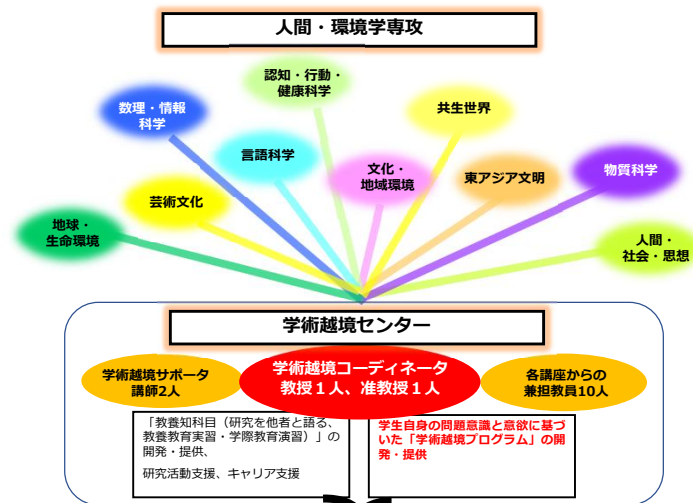 人間・環境学専攻
認知・行動・
健康科学
数理・情報
科学
共生世界
言語科学
文化・
地域環境
東アジア文明
物質科学
芸術文化
地球・
生命環境
人間・
社会・思想
学術越境センター
学術越境サポータ
講師2人
学術越境コーディネータ
教授１人、准教授１人
各講座からの
兼担教員10人
「教養知科目（研究を他者と語る、
教養教育実習・学際教育演習）」の
開発・提供、
研究活動支援、キャリア支援
学生自身の問題意識と意欲に基づ
いた「学術越境プログラム」の開
発・提供